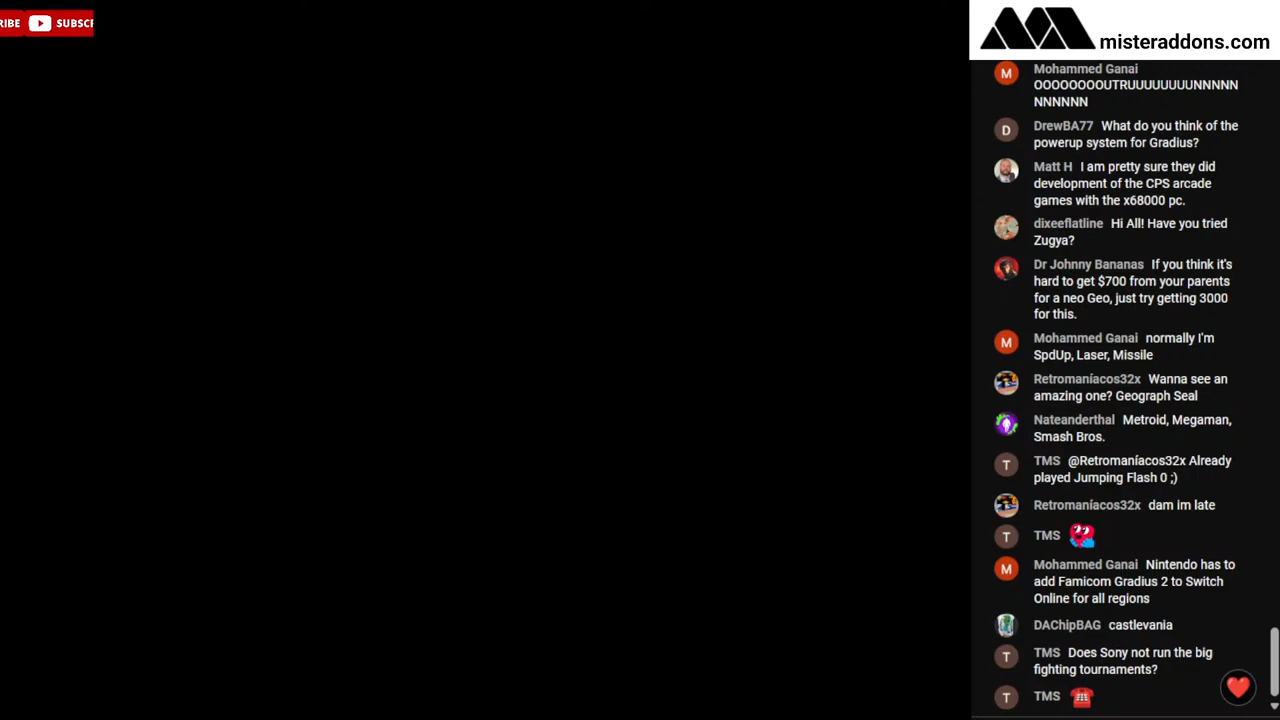 RIBE SUBSCR
misteraddons.com
Mohammed Ganai
OOOOOOOOUTRUUUUUUUUNNNNN
NNNNNN
DrewBA77 What do you think of the
powerup system for Gradius?
Matt H I am pretty sure they did
development of the CPS arcade
games with the x68000 pc.
dixeeflatline Hi All! Have you tried
Zugya?
Dr Johnny Bananas If you think it's
hard to get $700 from your parents
for a neo Geo, just try getting 3000
for this.
M Mohammed Ganai normally I'm
SpdUp, Laser, Missile
Retromaníacos32x Wanna see an
amazing one? Geograph Seal
Nateanderthal Metroid, Megaman,
Smash Bros.
T TMS @Retromaníacos32x Already
played Jumping Flash 0 ;)
Retromaníacos32x dam im late
T TMS
M Mohammed Ganai Nintendo has to
add Famicom Gradius 2 to Switch
Online for all regions
DAChipBAG castlevania
T TMS Does Sony not run the big
fighting tournaments?
T TMS